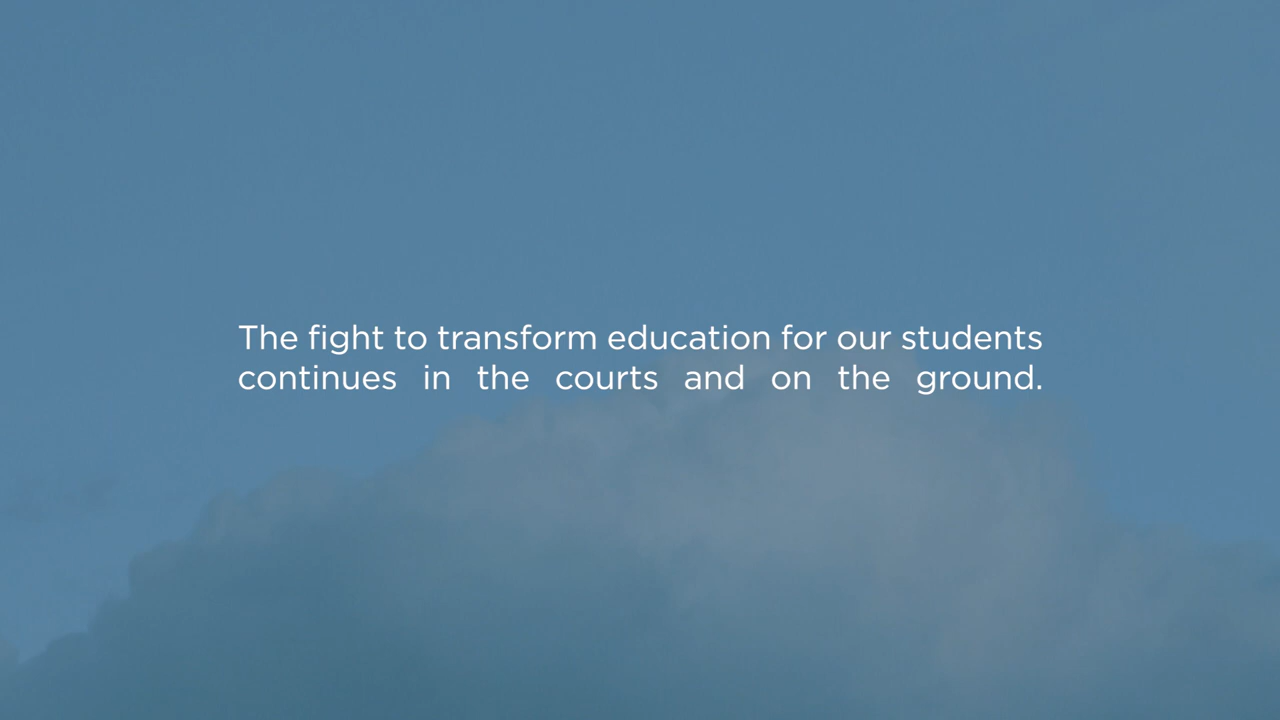 The fight to transform education for our students
continues in the courts and on the ground.